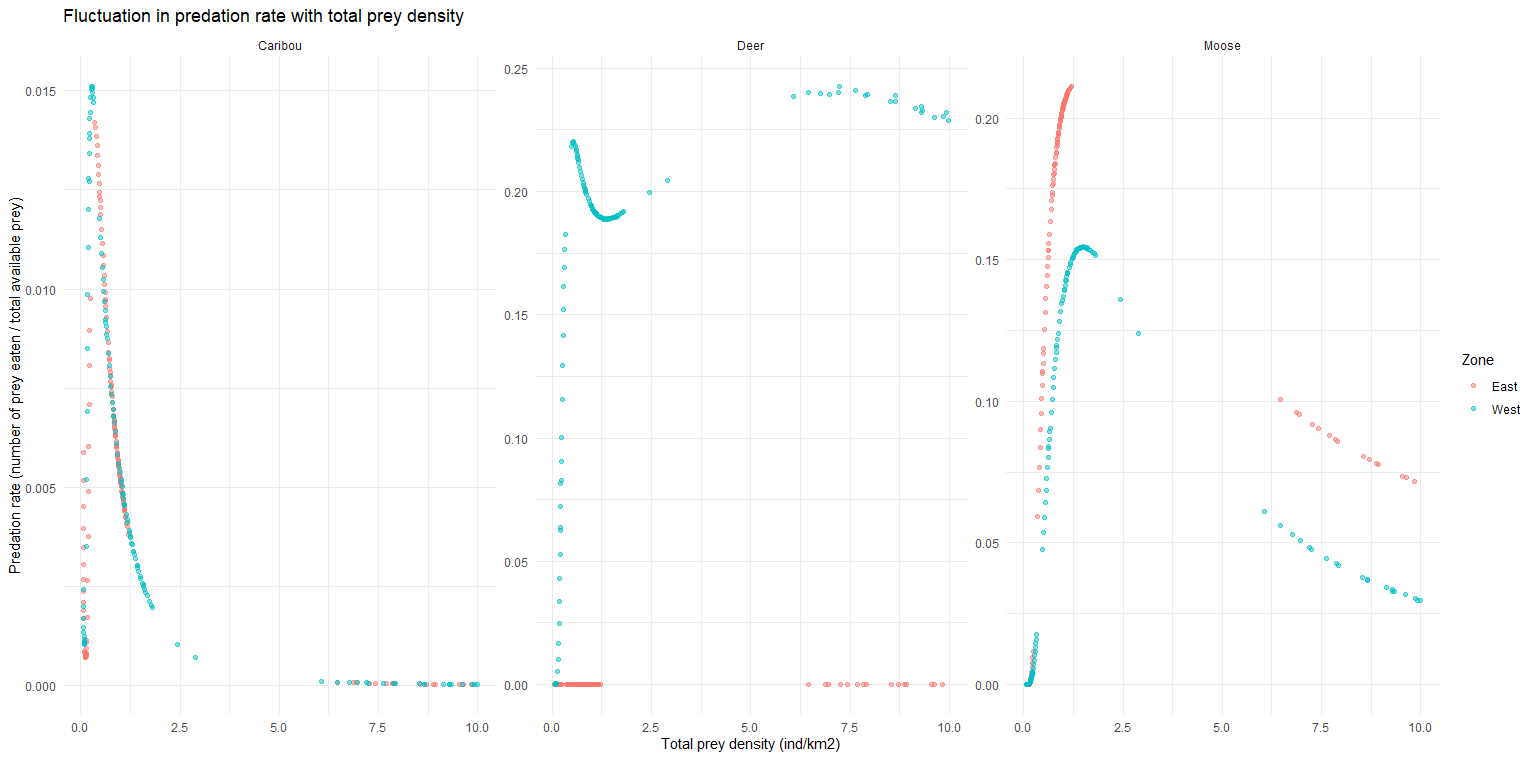 Fluctuation in predation rate with total prey density
Caribou
Deer
Moose
Predation rate (number of prey eaten / total available prey)
0.015
0.010
0.005
0.000
0.25
0.20
0.15
0.10
0.05
0.00
0.20
0.15
0.10
0.05
0.00
0.0 2.5 5.0 7.5 10.0
0.0 2.5 5.0 7.5 10.0
0.0 2.5 5.0 7.5 10.0
Total prey density (ind/km2)
Zone
East
West